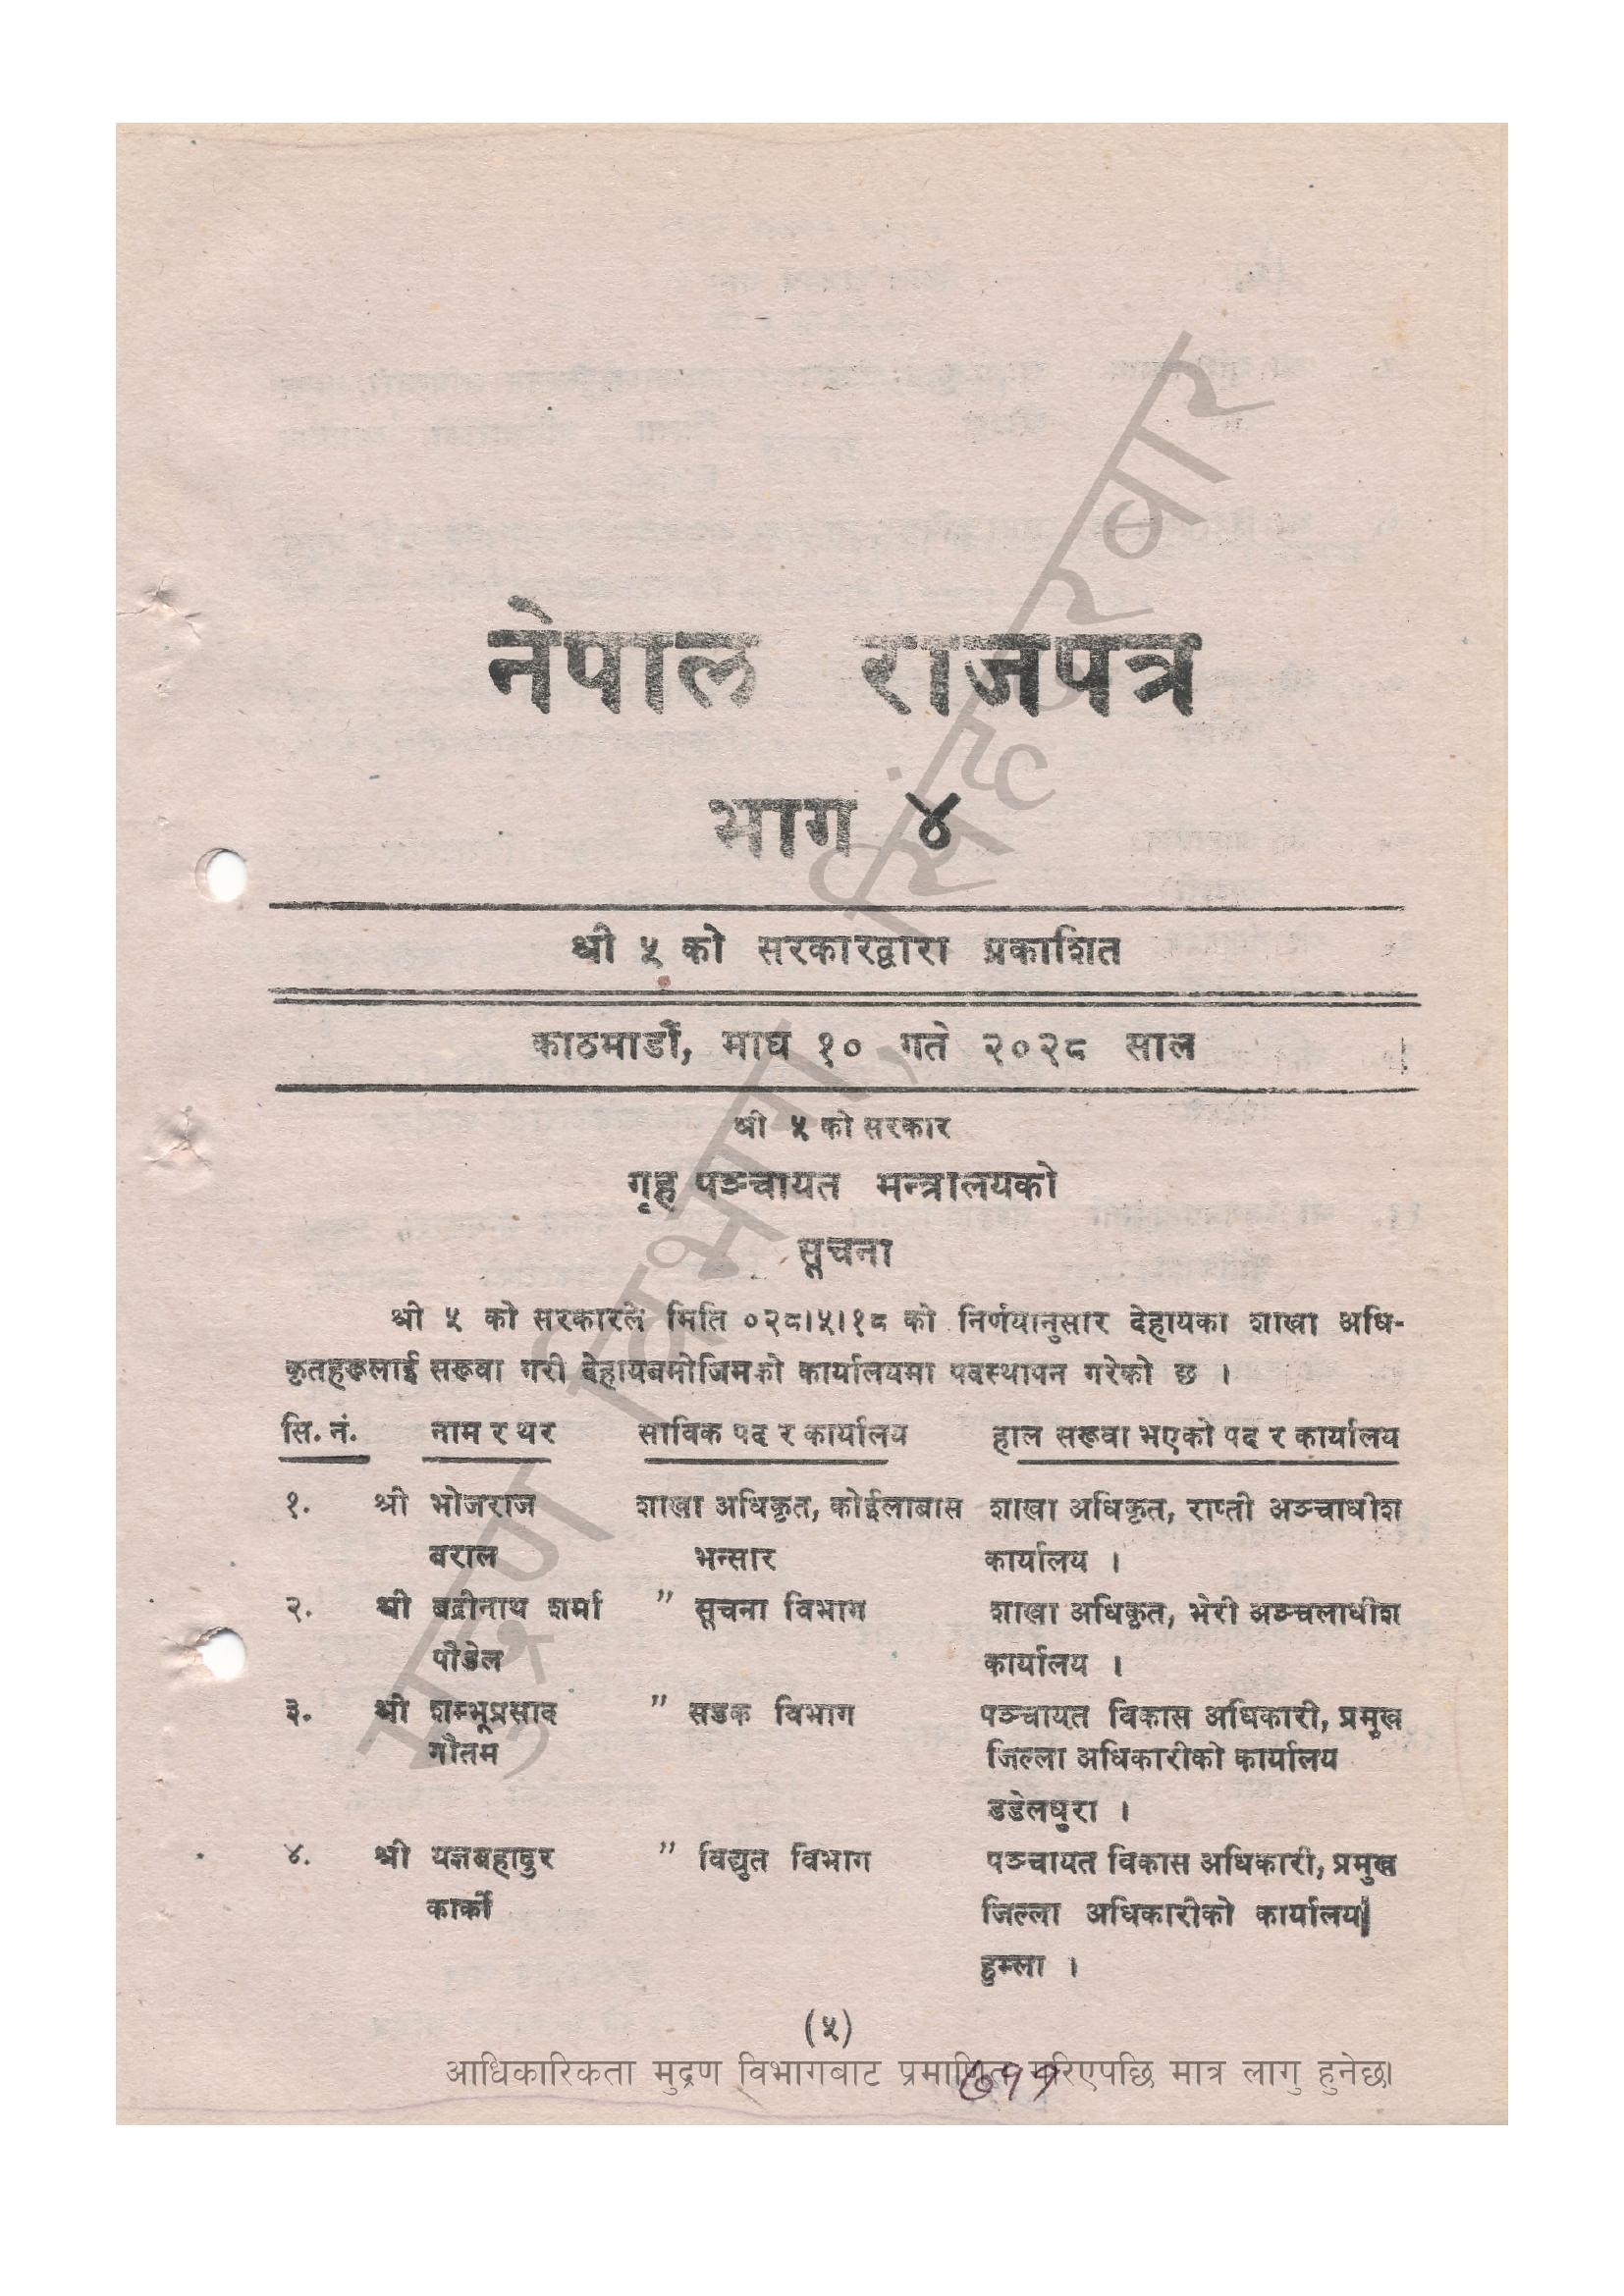 नेपाल राजपत्र
भाग ४
श्री ५ को सरकारद्वारा प्रकाशित
काठमाडौं, माघ १० गते २०२८ साल
श्री ५ को सरकार
गृह पञ्चायत मन्त्रालयको
सूचना
श्री ५ को सरकारले मिति ०२८।५।१८ को निर्णयानुसार देहायका शाखा अधि-
कृतहरूलाई सरूवा गरी देहायबमोजिमको कार्यालयमा पदस्थापन गरेको छ ।
सि. नं. नाम र थर साविक पद र कार्यालय हाल सरूवा भएको पद र कार्यालय
१. श्री भोजराज शाखा अधिकृत, कोईलाबास शाखा अधिकृत, राप्ती अञ्चाधीश
बराल भन्सार कार्यालय ।
२. श्री बद्रीनाथ शर्मा " सूचना विभाग शाखा अधिकृत, भेरी अञ्चलाधीश
पौडेल कार्यालय ।
३. श्री शम्भूप्रसाद " सडक विभाग पञ्चायत विकास अधिकारी, प्रमुख
गौतम जिल्ला अधिकारीको कार्यालय
डडेलधुरा ।
४. श्री यज्ञबहादुर " विद्युत विभाग पञ्चायत विकास अधिकारी, प्रमुख
कार्की जिल्ला अधिकारीको कार्यालय
हुम्ला ।
(५)
आधिकारिकता मुद्रण विभागबाट प्रमाणित गरिएपछि मात्र लागु हुनेछ।
मुद्रण विभाग, सिंहदरबार